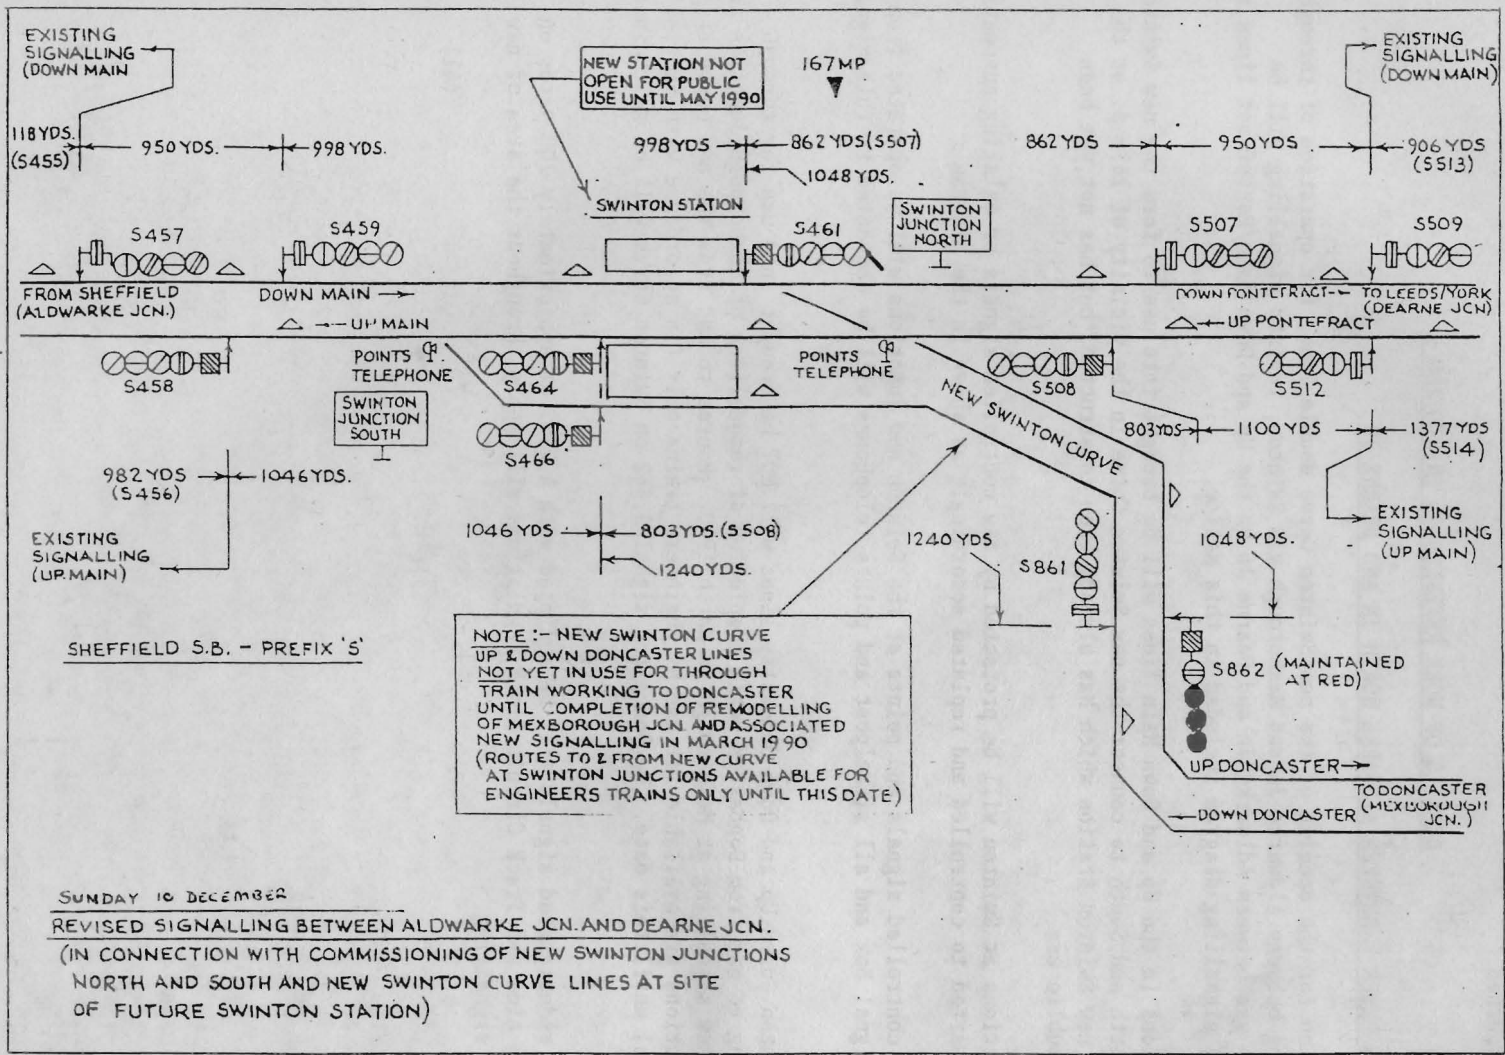 EXISTING
SIGNALLING
(DOWN MAIN
118 YDS.
(S455)
950 YDS.
998 YDS.
NEW STATION NOT
OPEN FOR PUBLIC
USE UNTIL MAY 1990
167 MP
998 YDS
862 YDS (S507)
1048 YDS.
862 YDS
950 YDS.
906 YDS
(S513)
EXISTING
SIGNALLING
(DOWN MAIN)
SWINTON STATION
SWINTON
JUNCTION
NORTH
S457
S459
S461
S507
S509
FROM SHEFFIELD
(ALDWARKE JCN.)
DOWN MAIN
UP MAIN
DOWN PONTEFRACT
TO LEEDS/YORK
(DEARNE JCN)
UP PONTEFRACT
S458
POINTS
TELEPHONE
S464
POINTS
TELEPHONE
S508
S512
SWINTON
JUNCTION
SOUTH
S466
NEW SWINTON CURVE
803 YDS
1100 YDS
1377 YDS
(S514)
982 YDS
(S456)
1046 YDS.
EXISTING
SIGNALLING
(UP MAIN)
1046 YDS
803 YDS. (S508)
1240 YDS.
1240 YDS
S861
1048 YDS.
EXISTING
SIGNALLING
(UP MAIN)
S862 (MAINTAINED
AT RED)
SHEFFIELD S.B. - PREFIX 'S'
NOTE :- NEW SWINTON CURVE
UP & DOWN DONCASTER LINES
NOT YET IN USE FOR THROUGH
TRAIN WORKING TO DONCASTER
UNTIL COMPLETION OF REMODELLING
OF MEXBOROUGH JCN. AND ASSOCIATED
NEW SIGNALLING IN MARCH 1990
(ROUTES TO & FROM NEW CURVE
AT SWINTON JUNCTIONS AVAILABLE FOR
ENGINEERS TRAINS ONLY UNTIL THIS DATE)
UP DONCASTER
TO DONCASTER
(MEXBOROUGH
JCN.)
DOWN DONCASTER
SUNDAY 10 DECEMBER
REVISED SIGNALLING BETWEEN ALDWARKE JCN. AND DEARNE JCN.
(IN CONNECTION WITH COMMISSIONING OF NEW SWINTON JUNCTIONS
NORTH AND SOUTH AND NEW SWINTON CURVE LINES AT SITE
OF FUTURE SWINTON STATION)